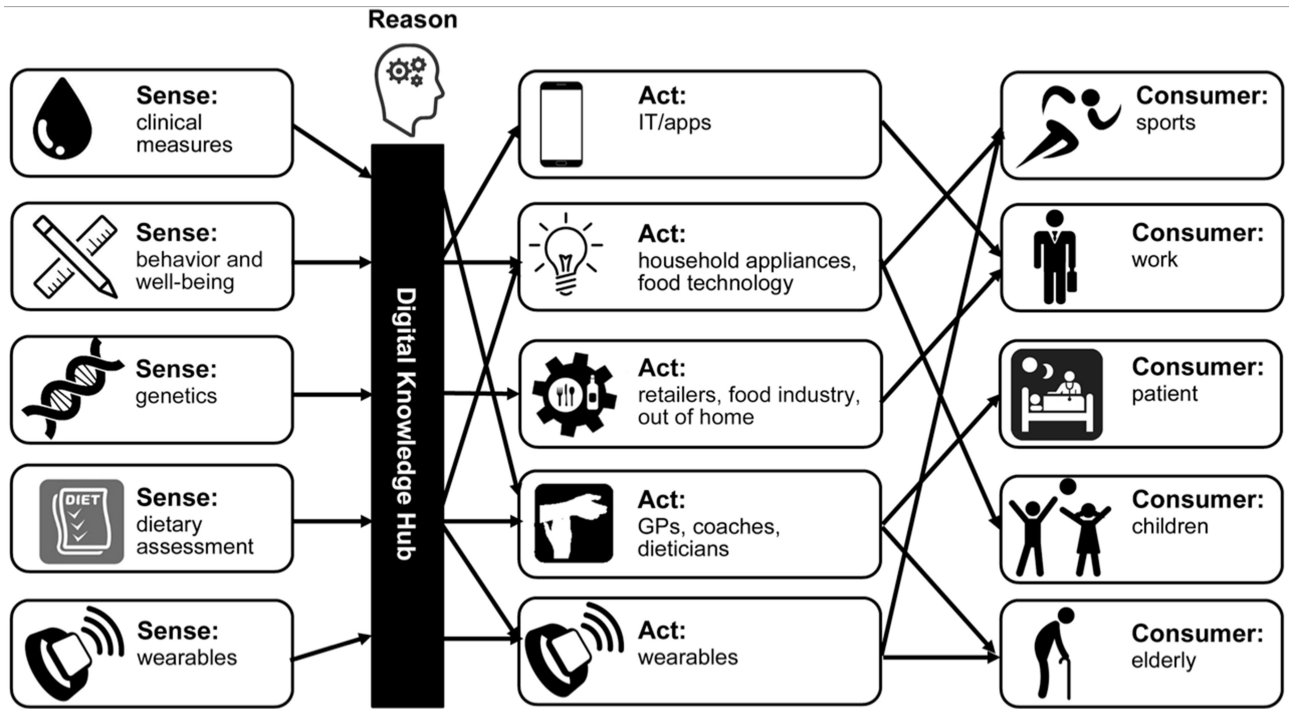 Reason
Sense:
clinical
measures
Sense:
behavior and
well-being
Sense:
genetics
DIET
Sense:
dietary
assessment
Sense:
wearables
Digital Knowledge Hub
Act:
IT/apps
Act:
household appliances,
food technology
Act:
retailers, food industry,
out of home
Act:
GPs, coaches,
dieticians
Act:
wearables
Consumer:
sports
Consumer:
work
Consumer:
patient
Consumer:
children
Consumer:
elderly